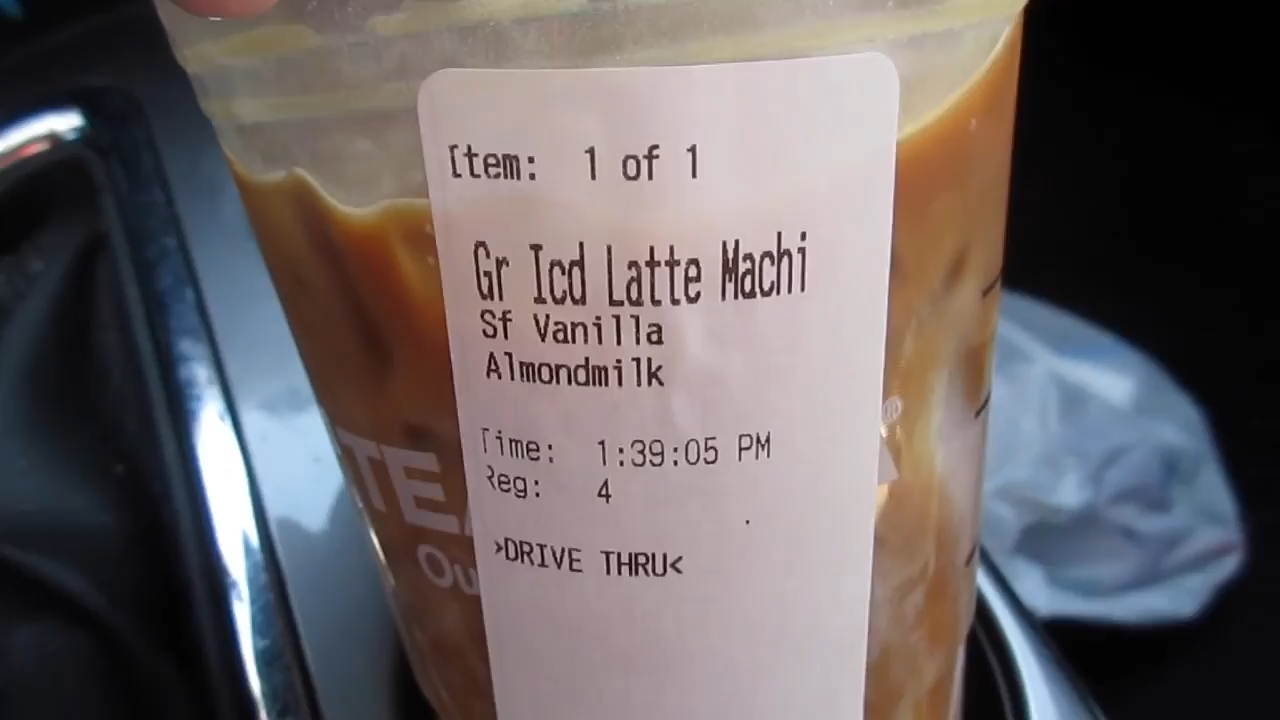 Item: 1 of 1
Gr Icd Latte Machi
Sf Vanilla
Almondmilk
Time: 1:39:05 PM
Reg: 4
>DRIVE THRU<